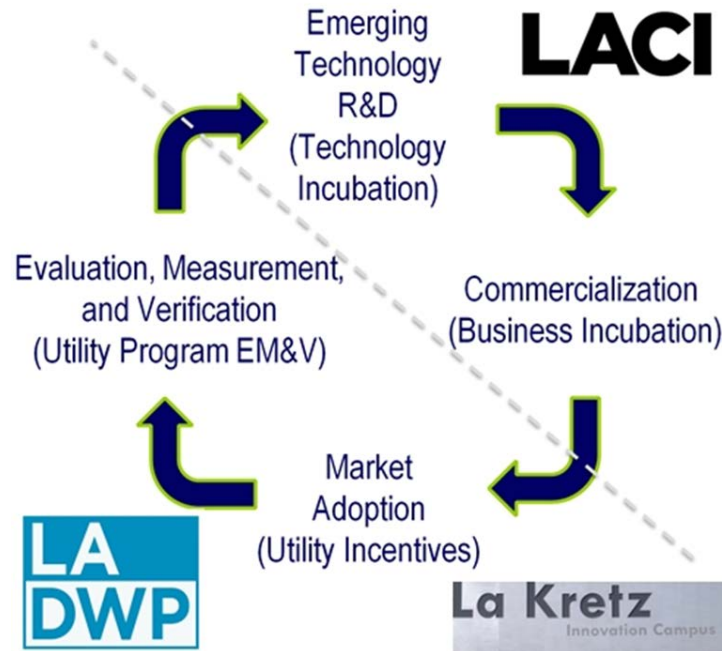 Emerging
Technology
R&D
(Technology
Incubation)
LACI
Evaluation, Measurement,
and Verification
(Utility Program EM&V)
Commercialization
(Business Incubation)
Market
Adoption
(Utility Incentives)
LA
DWP
La Kretz
Innovation Campus